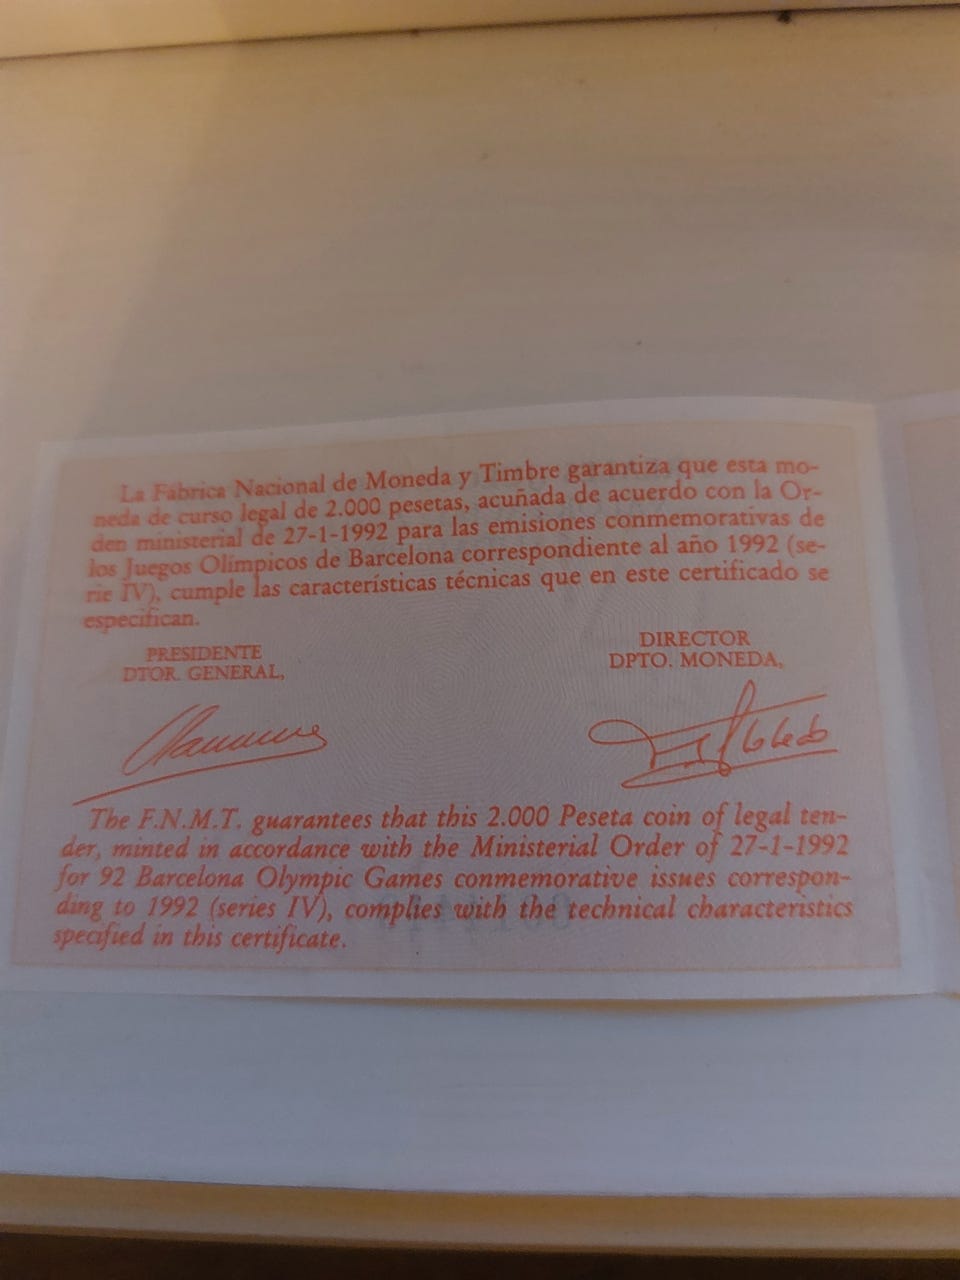 La Fábrica Nacional de Moneda y Timbre garantiza que esta mo-
neda de curso legal de 2.000 pesetas, acuñada de acuerdo con la Or-
den ministerial de 27-1-1992 para las emisiones conmemorativas de
los Juegos Olímpicos de Barcelona correspondiente al año 1992 (se-
rie IV), cumple las características técnicas que en este certificado se
especifican.
PRESIDENTE
DTOR. GENERAL,
DIRECTOR
DPTO. MONEDA,
The F.N.M.T. guarantees that this 2.000 Peseta coin of legal ten-
der, minted in accordance with the Ministerial Order of 27-1-1992
for 92 Barcelona Olympic Games conmemorative issues correspon-
ding to 1992 (series IV), complies with the technical characteristics
specified in this certificate.